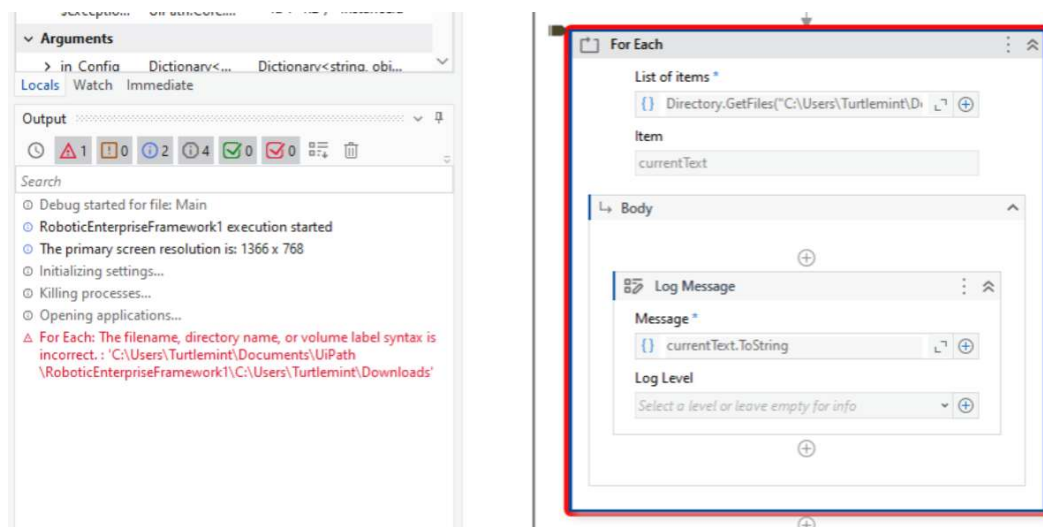 Arguments
in_Config Dictionary<... Dictionary<string, obj...
Locals Watch Immediate
Output
1 0 2 4 0 0
Search
Debug started for file: Main
RoboticEnterpriseFramework1 execution started
The primary screen resolution is: 1366 x 768
Initializing settings...
Killing processes...
Opening applications...
For Each: The filename, directory name, or volume label syntax is
incorrect. : 'C:\Users\Turtlemint\Documents\UiPath
\RoboticEnterpriseFramework1\C:\Users\Turtlemint\Downloads'
For Each
List of items *
Directory.GetFiles("C:\Users\Turtlemint\D
Item
currentText
Body
Log Message
Message *
currentText.ToString
Log Level
Select a level or leave empty for info